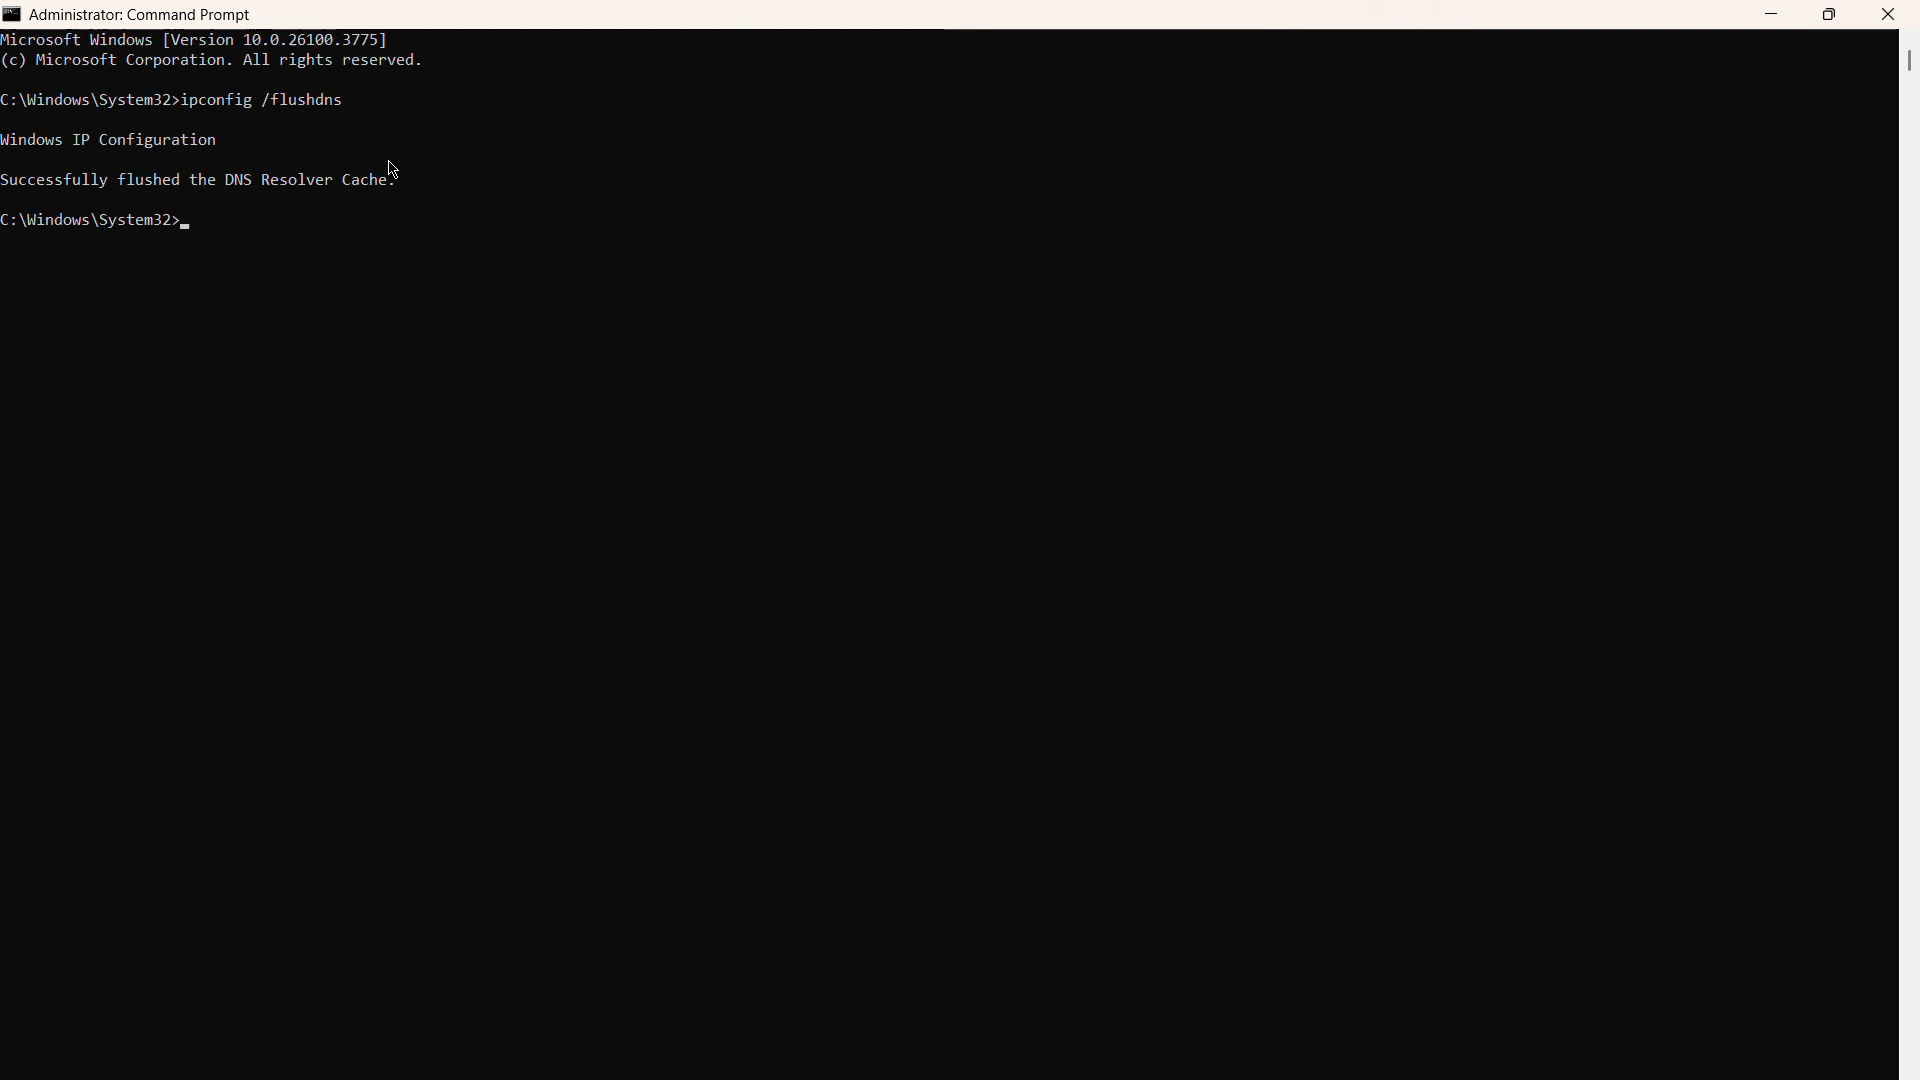 Administrator: Command Prompt
Microsoft Windows [Version 10.0.26100.3775]
(c) Microsoft Corporation. All rights reserved.
C:\Windows\System32>ipconfig /flushdns
Windows IP Configuration
Successfully flushed the DNS Resolver Cache.
C:\Windows\System32>_